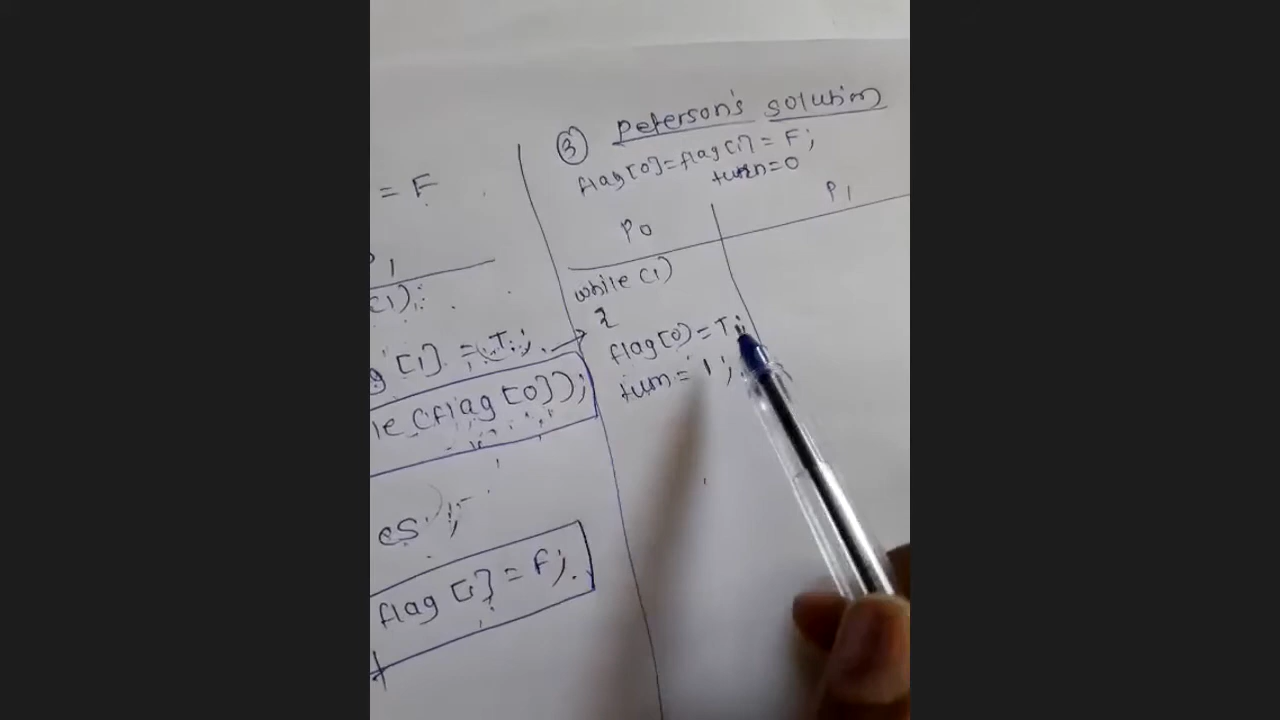 = F
P1
(1);
g [1] = T;
le (flag [0]);
CS ;
flag [1] = F;
③ Peterson's solution
flag [0] = flag [1] = F;
turn = 0
P0 P1
while (1)
{
flag [0] = T;
turn = 1;